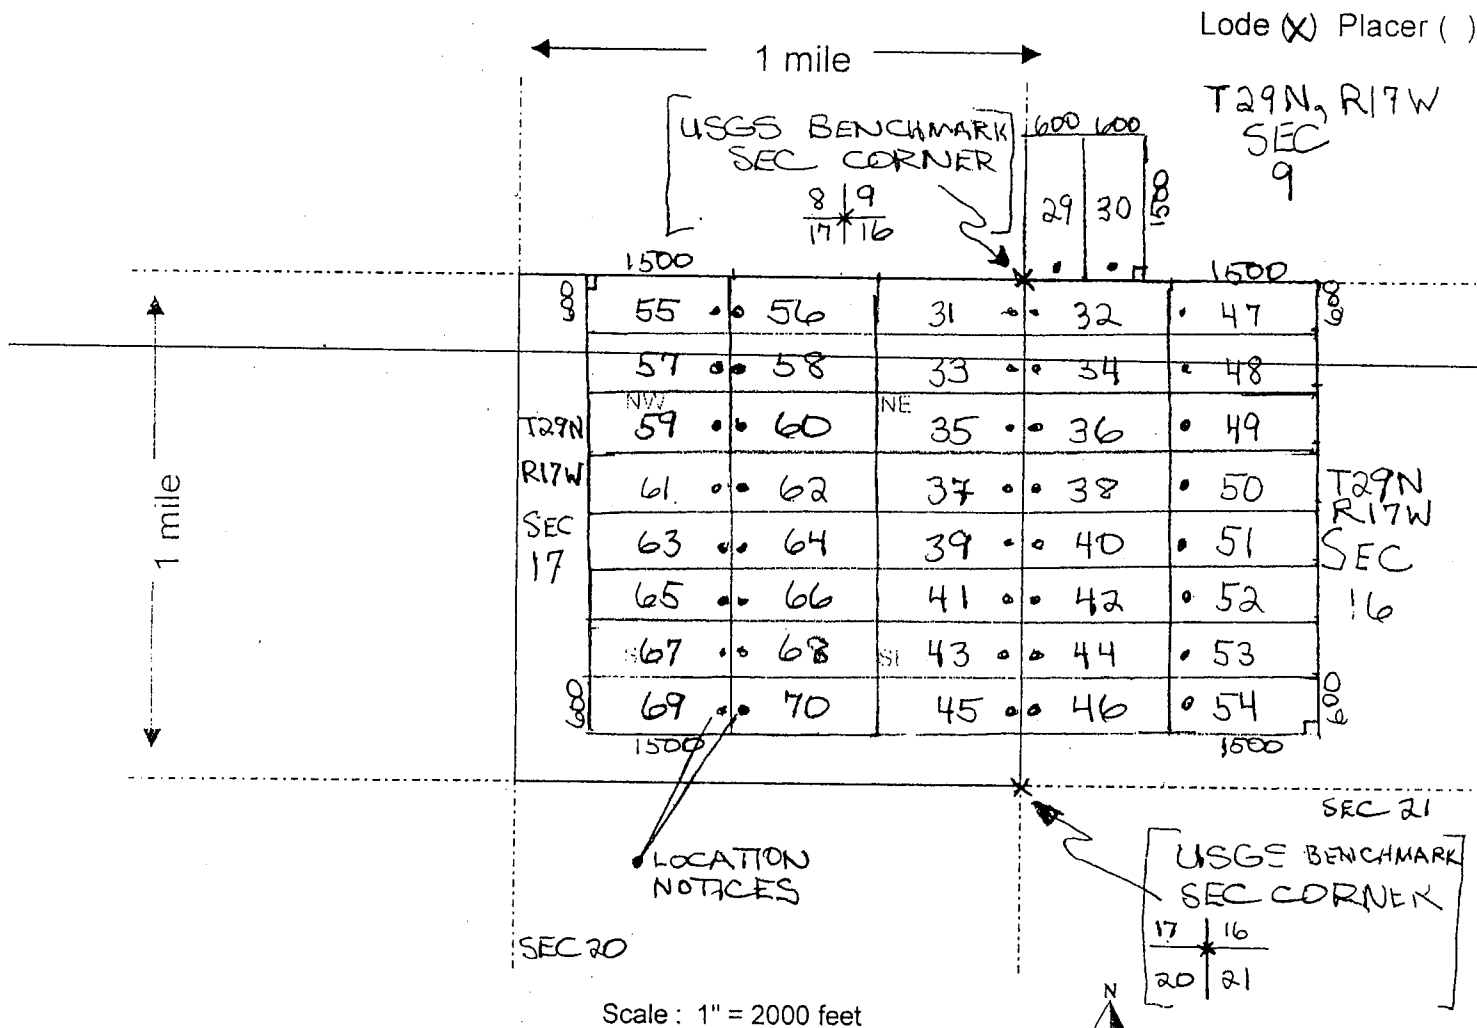 Lode (X) Placer ( )
1 mile
T29N, R17W
SEC
9
USGS BENCHMARK
SEC CORNER
8 9
17 16
600 600
29 30 1500
1500 1500
600 55 56 31 32 47 600
57 58 33 34 48
NW NE
T29N 59 60 35 36 49
R17W 61 62 37 38 50 T29N
R17W
SEC 63 64 39 40 51 SEC
17
65 66 41 42 52 16
67 68 43 44 53
600 69 70 45 46 54 600
1500 1500
1 mile
SEC 21
LOCATION
NOTICES
USGS BENCHMARK
SEC CORNER
17 16
20 21
SEC 20
N
Scale : 1" = 2000 feet